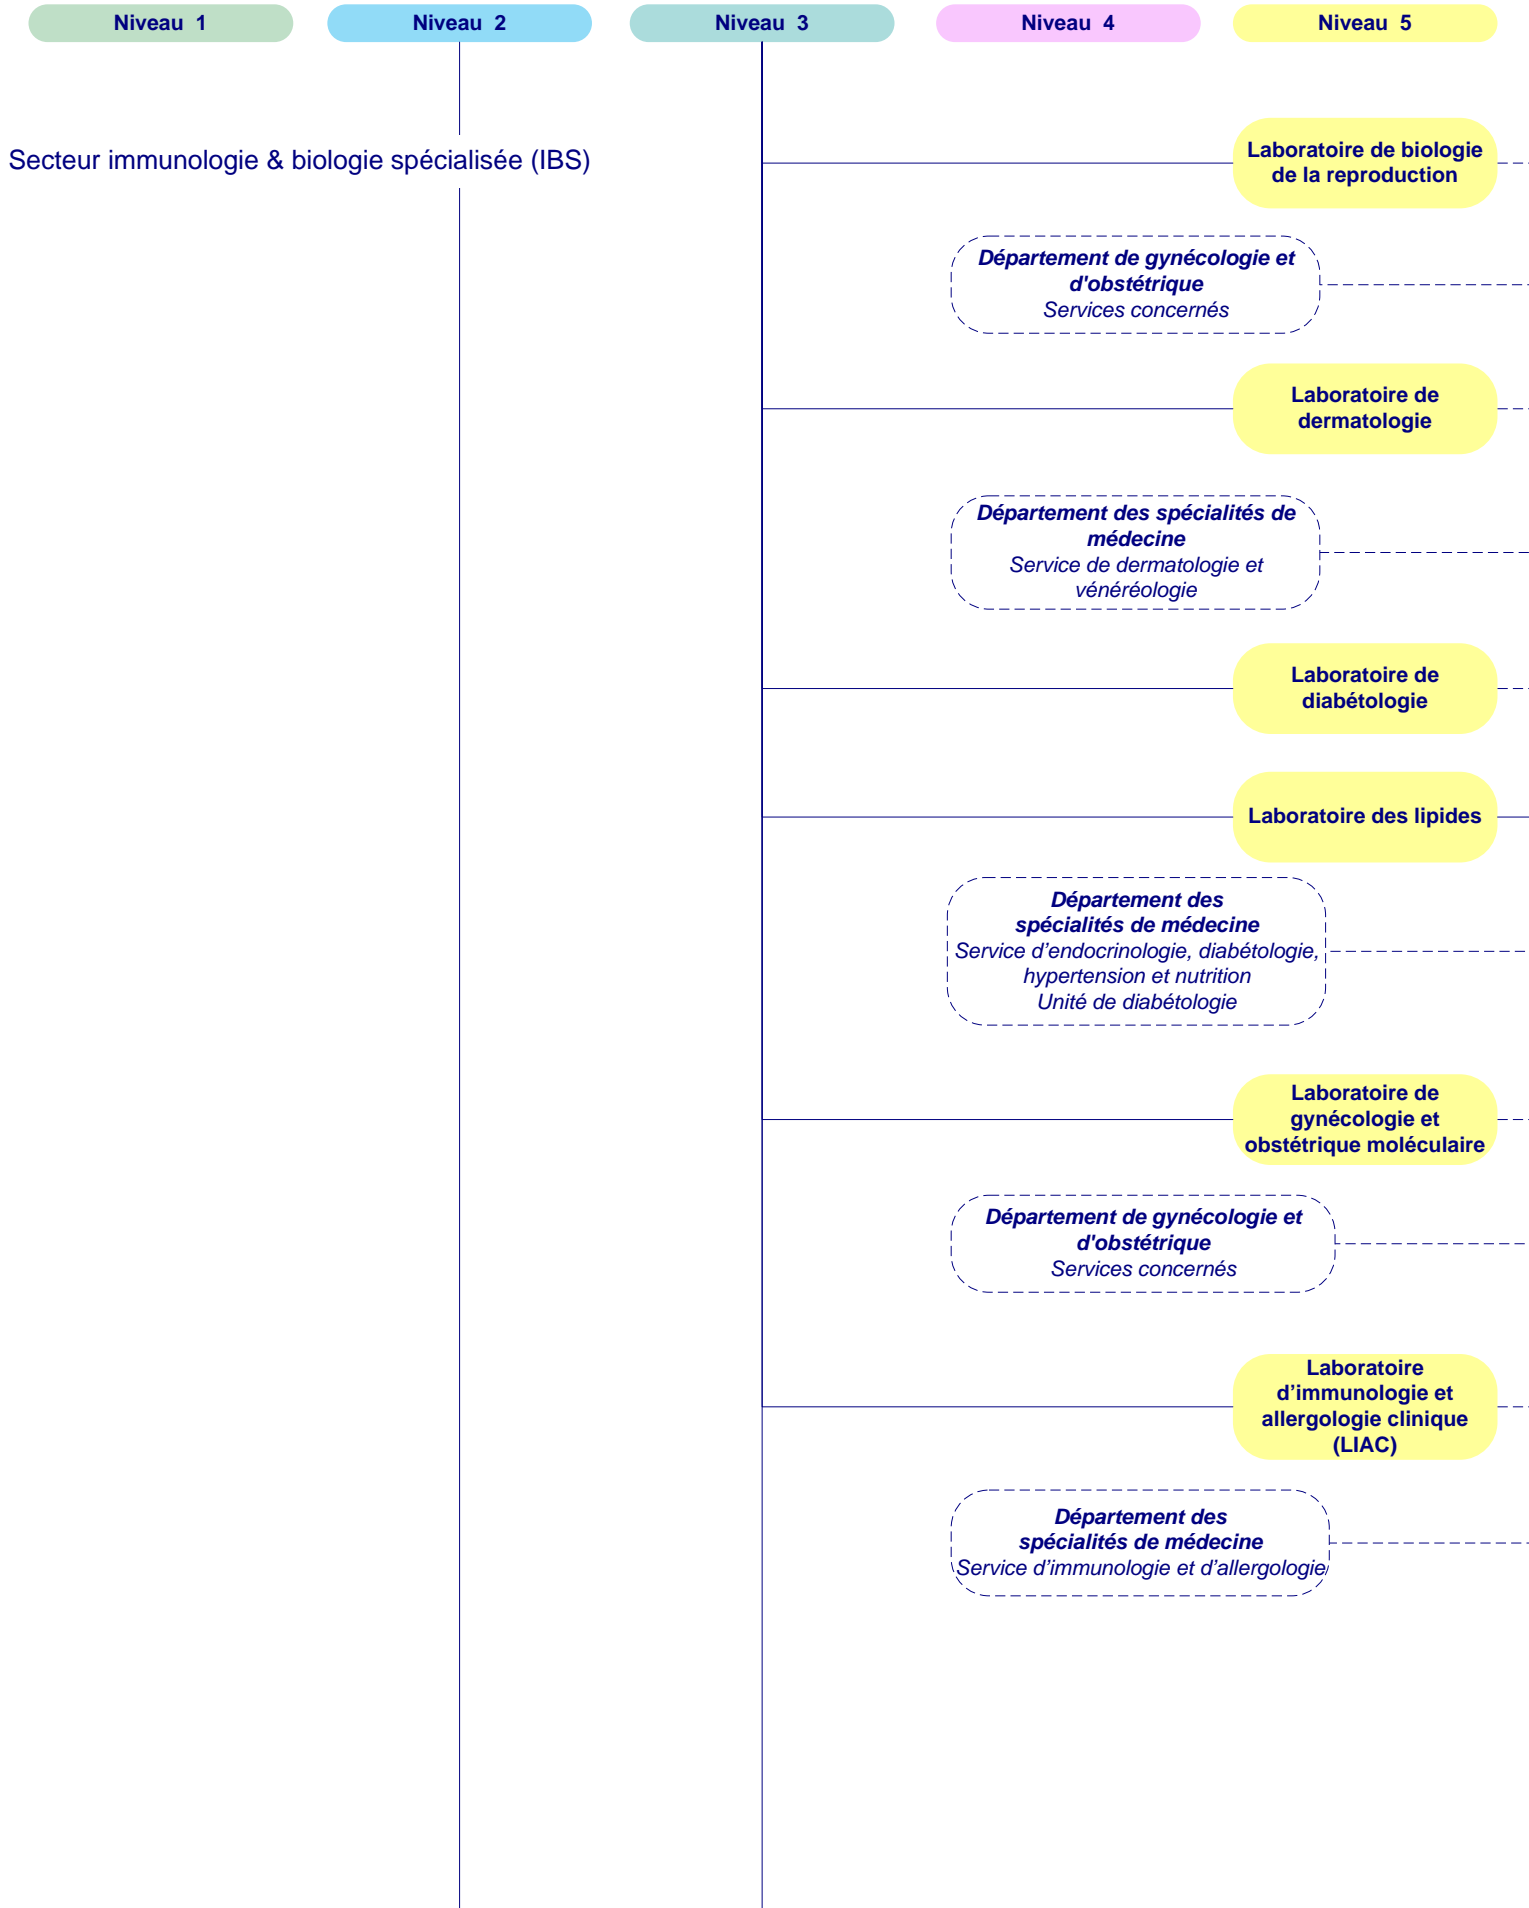 Niveau 1
Niveau 2
Niveau 3
Niveau 4
Niveau 5
Secteur immunologie & biologie spécialisée (IBS)
Laboratoire de biologie
de la reproduction
Département de gynécologie et
d'obstétrique
Services concernés
Laboratoire de
dermatologie
Département des spécialités de
médecine
Service de dermatologie et
vénéréologie
Laboratoire de
diabétologie
Laboratoire des lipides
Département des
spécialités de médecine
Service d’endocrinologie, diabétologie,
hypertension et nutrition
Unité de diabétologie
Laboratoire de
gynécologie et
obstétrique moléculaire
Département de gynécologie et
d'obstétrique
Services concernés
Laboratoire
d’immunologie et
allergologie clinique
(LIAC)
Département des
spécialités de médecine
Service d’immunologie et d’allergologie